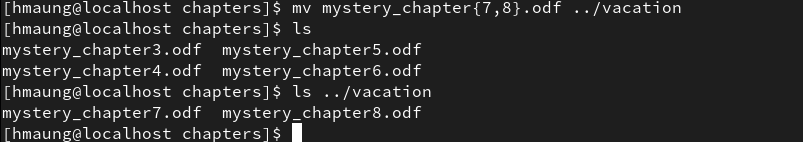 [hmaung@localhost chapters]$ mv mystery_chapter{7,8}.odf ../vacation
[hmaung@localhost chapters]$ ls
mystery_chapter3.odf  mystery_chapter5.odf
mystery_chapter4.odf  mystery_chapter6.odf
[hmaung@localhost chapters]$ ls ../vacation
mystery_chapter7.odf  mystery_chapter8.odf
[hmaung@localhost chapters]$